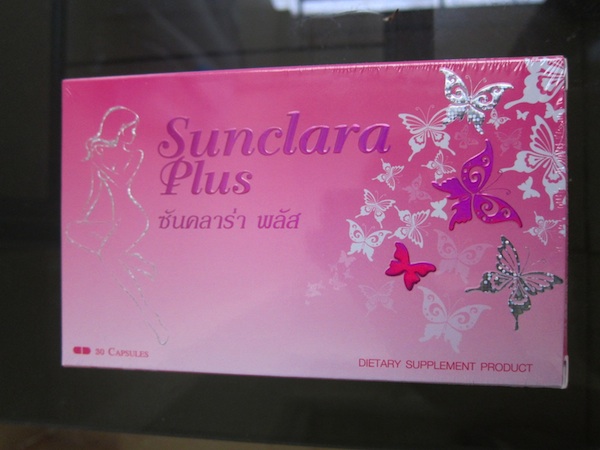 Sunclara
Plus
ซันคลาร่า พลัส
30 CAPSULES
DIETARY SUPPLEMENT PRODUCT